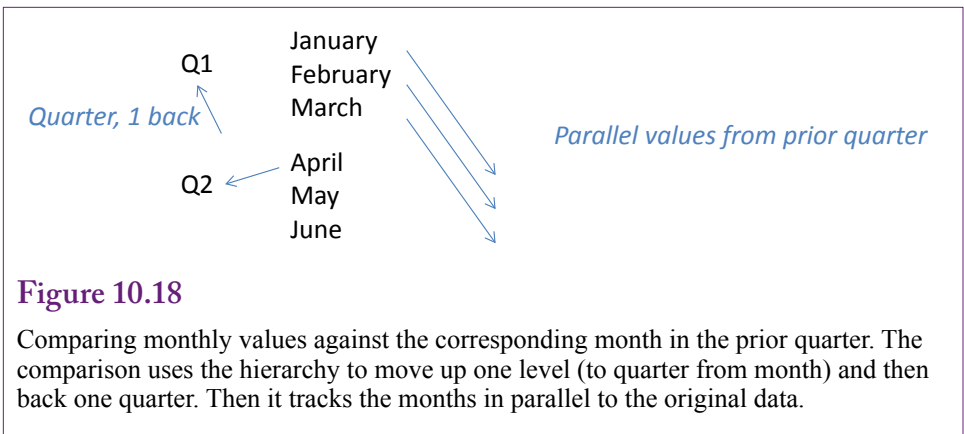 January
Q1
February
March
Quarter, 1 back
Parallel values from prior quarter
April
Q2
May
June
Figure 10.18
Comparing monthly values against the corresponding month in the prior quarter. The
comparison uses the hierarchy to move up one level (to quarter from month) and then
back one quarter. Then it tracks the months in parallel to the original data.